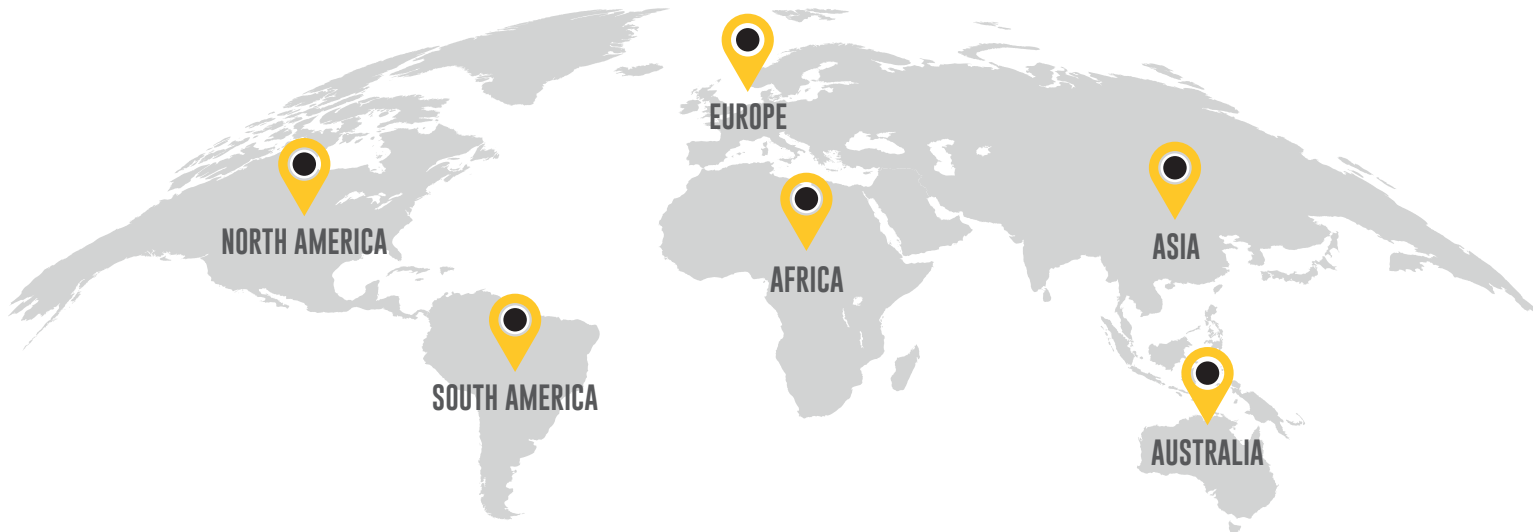 EUROPE
NORTH AMERICA
ASIA
AFRICA
SOUTH AMERICA
AUSTRALIA